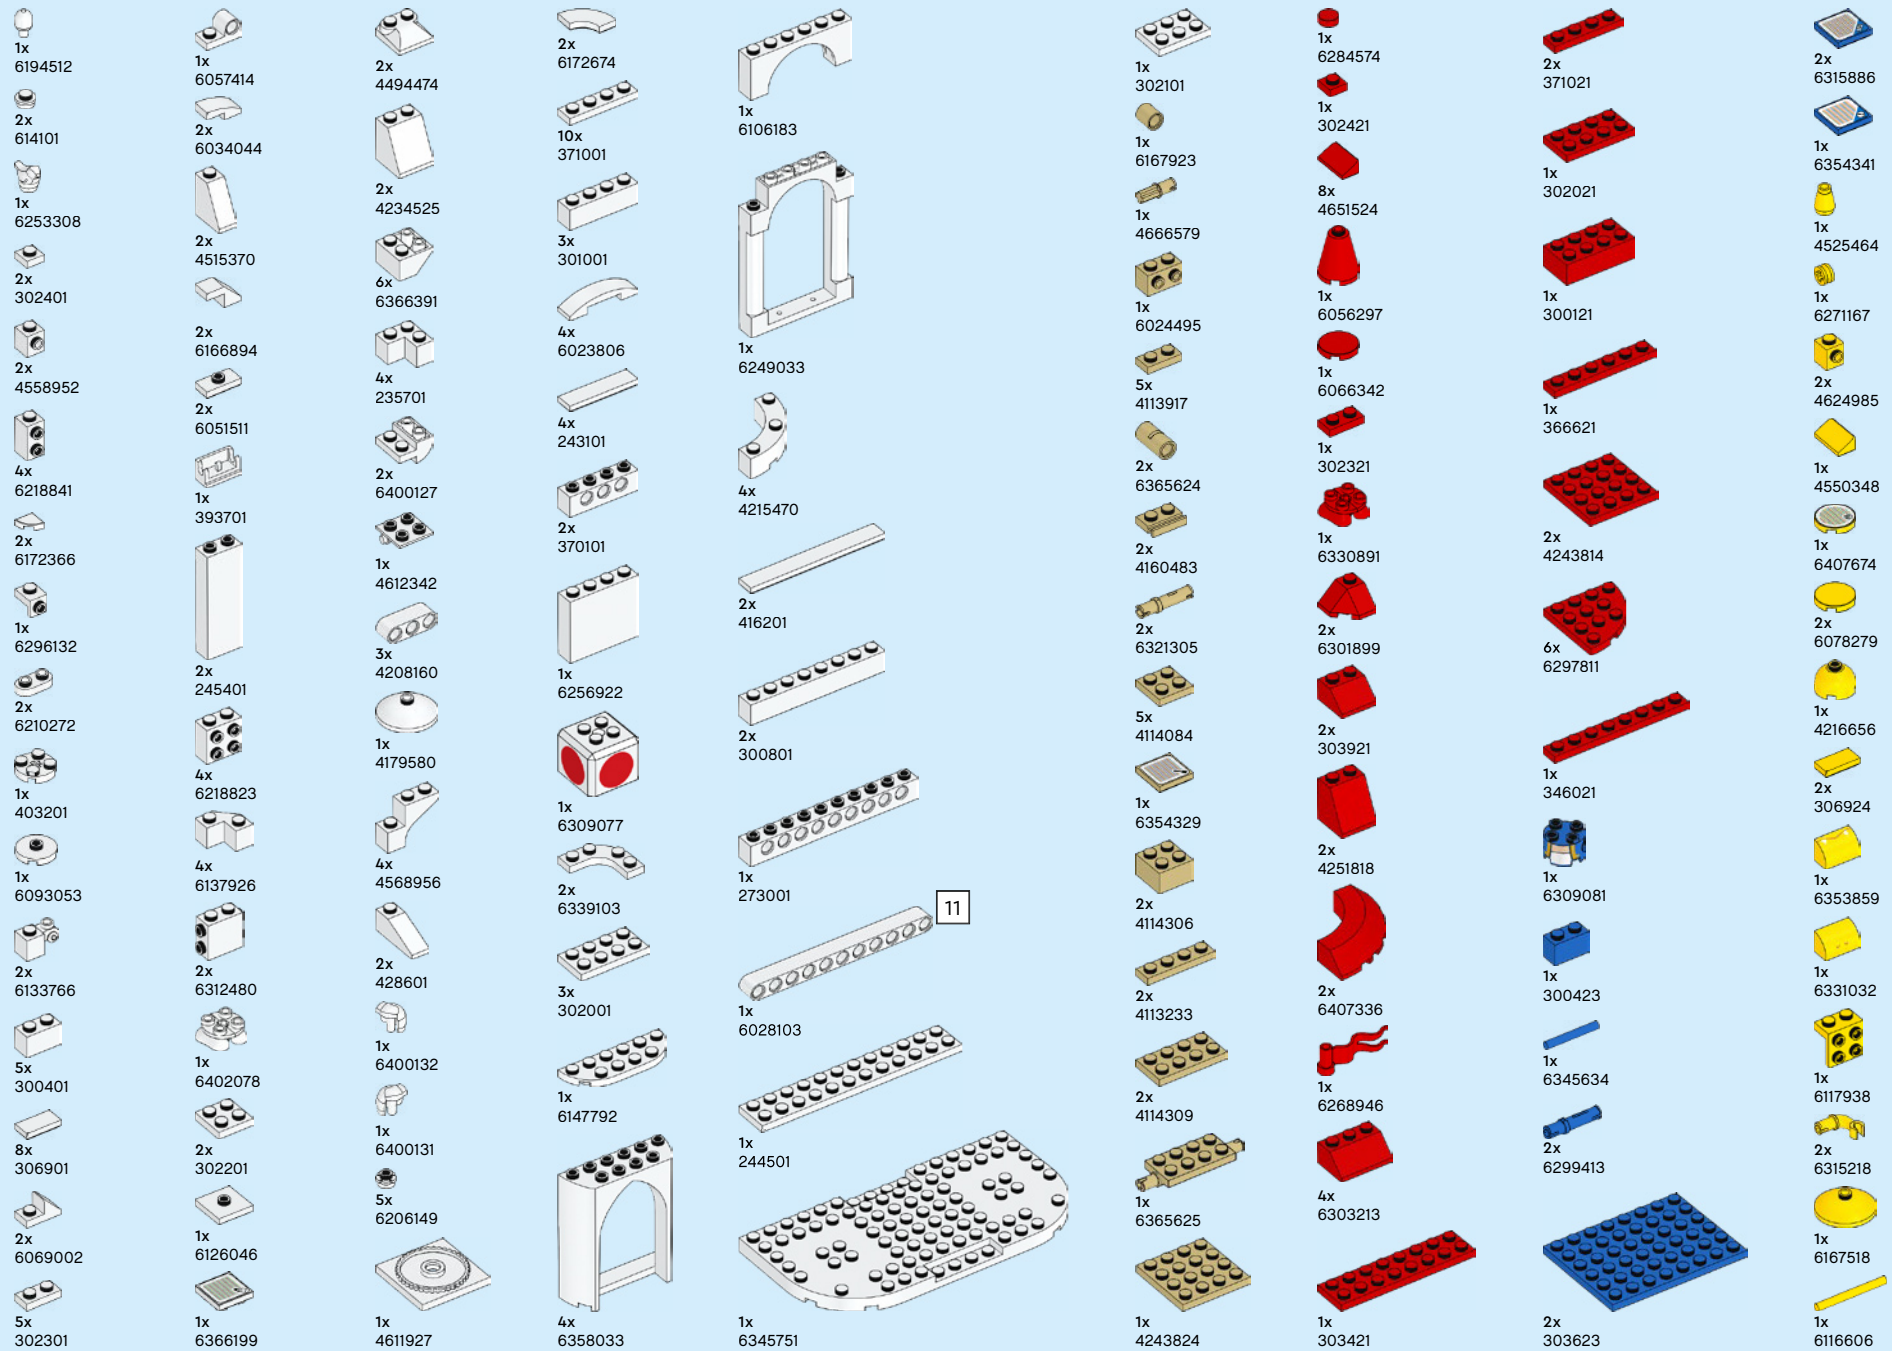 1x
6194512
2x
614101
1x
6253308
2x
302401
2x
4558952
4x
6218841
2x
6172366
1x
6296132
2x
6210272
1x
403201
1x
6093053
2x
6133766
5x
300401
8x
306901
2x
6069002
5x
302301
1x
6057414
2x
6034044
2x
4515370
2x
6166894
2x
6051511
1x
393701
2x
245401
4x
6218823
4x
6137926
2x
6312480
1x
6402078
2x
302201
1x
6126046
1x
6366199
2x
4494474
2x
4234525
6x
6366391
4x
235701
2x
6400127
1x
4612342
3x
4208160
1x
4179580
4x
4568956
2x
428601
1x
6400132
1x
6400131
5x
6206149
1x
4611927
2x
6172674
10x
371001
3x
301001
4x
6023806
4x
243101
2x
370101
1x
6256922
1x
6309077
2x
6339103
3x
302001
1x
6147792
4x
6358033
1x
6106183
1x
6249033
4x
4215470
2x
416201
2x
300801
1x
273001
11
1x
6028103
1x
244501
1x
6345751
1x
302101
1x
6167923
1x
4666579
1x
6024495
5x
4113917
2x
6365624
2x
4160483
2x
6321305
5x
4114084
1x
6354329
2x
4114306
2x
4113233
2x
4114309
1x
6365625
1x
4243824
1x
6284574
1x
302421
8x
4651524
1x
6056297
1x
6066342
1x
302321
1x
6330891
2x
6301899
2x
303921
2x
4251818
2x
6407336
1x
6268946
4x
6303213
1x
303421
2x
371021
1x
302021
1x
300121
1x
366621
2x
4243814
6x
6297811
1x
346021
1x
6309081
1x
300423
1x
6345634
2x
6299413
2x
303623
2x
6315886
1x
6354341
1x
4525464
1x
6271167
2x
4624985
1x
4550348
1x
6407674
2x
6078279
1x
4216656
2x
306924
1x
6353859
1x
6331032
1x
6117938
2x
6315218
1x
6167518
1x
6116606